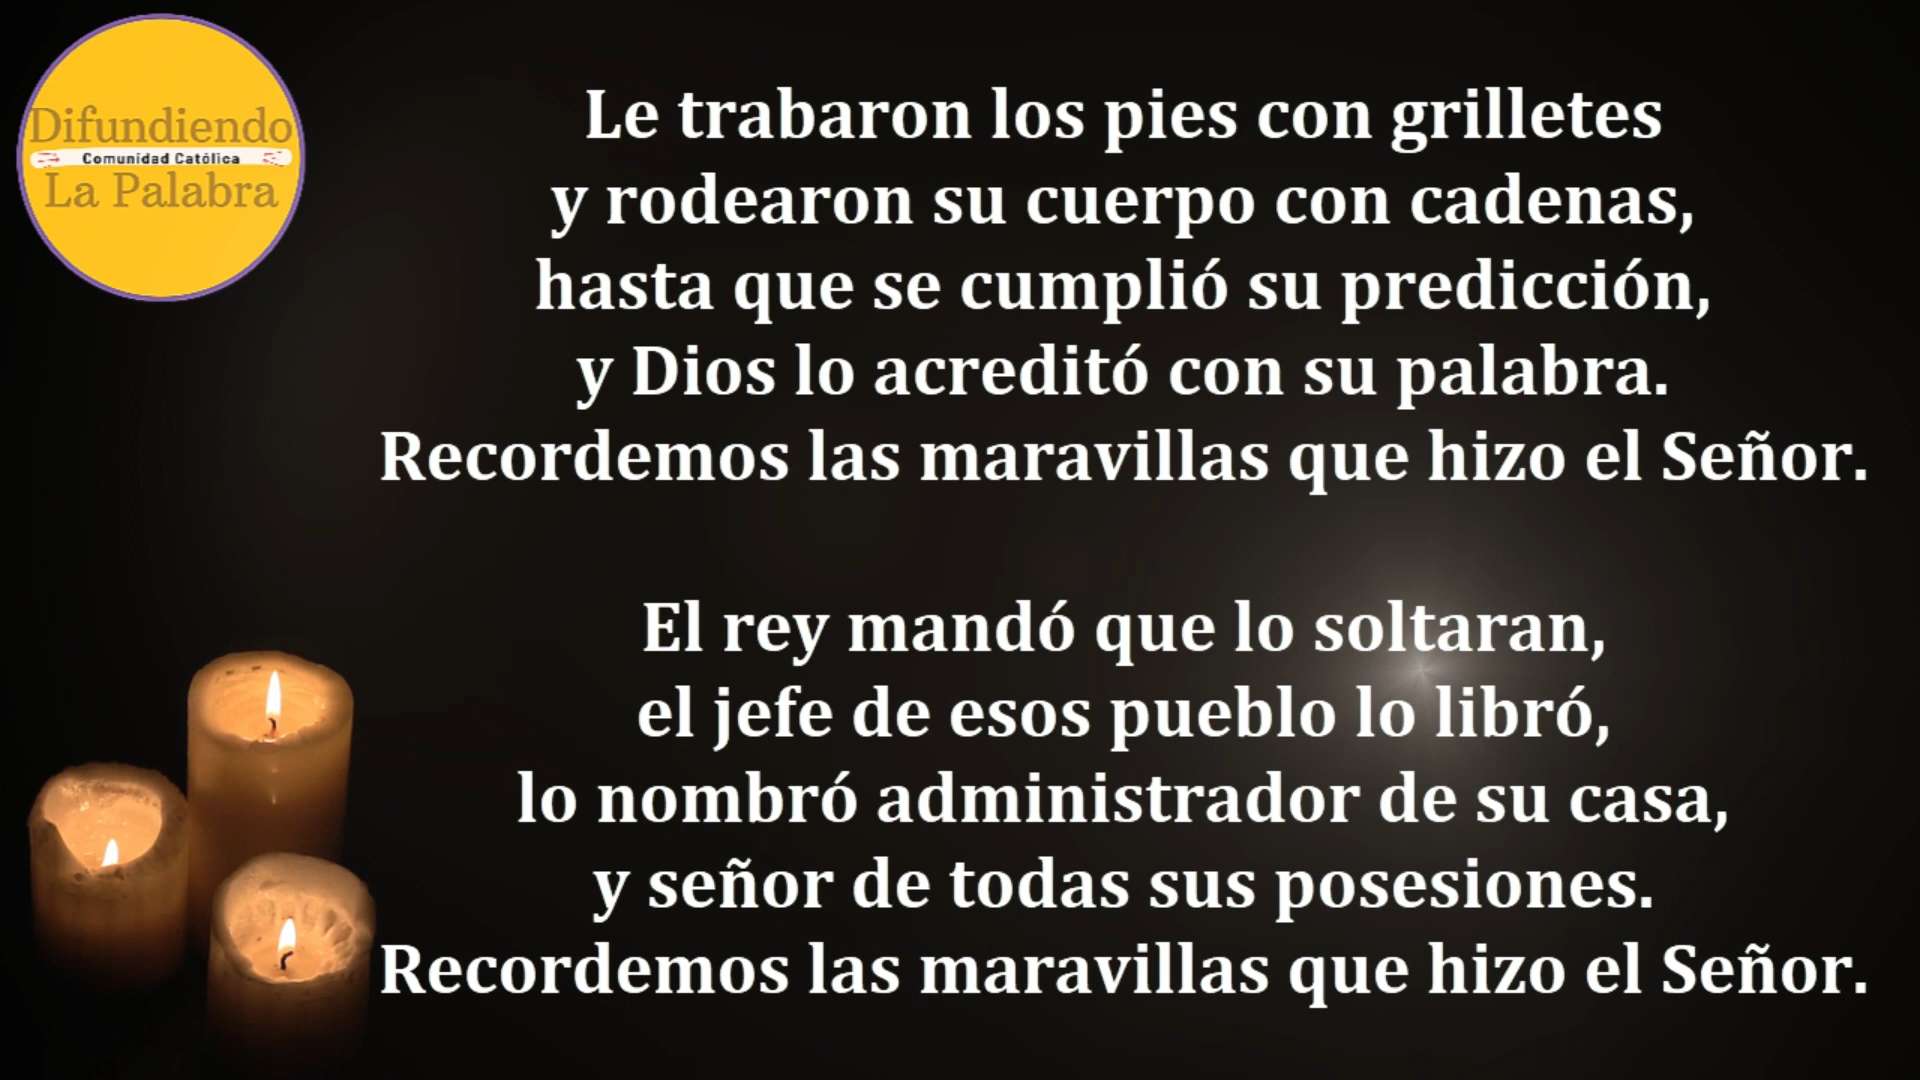 Difundiendo
Comunidad Católica
La Palabra
Le trabaron los pies con grilletes
y rodearon su cuerpo con cadenas,
hasta que se cumplió su predicción,
y Dios lo acreditó con su palabra.
Recordemos las maravillas que hizo el Señor.
El rey mandó que lo soltaran,
el jefe de esos pueblo lo libró,
lo nombró administrador de su casa,
y señor de todas sus posesiones.
Recordemos las maravillas que hizo el Señor.